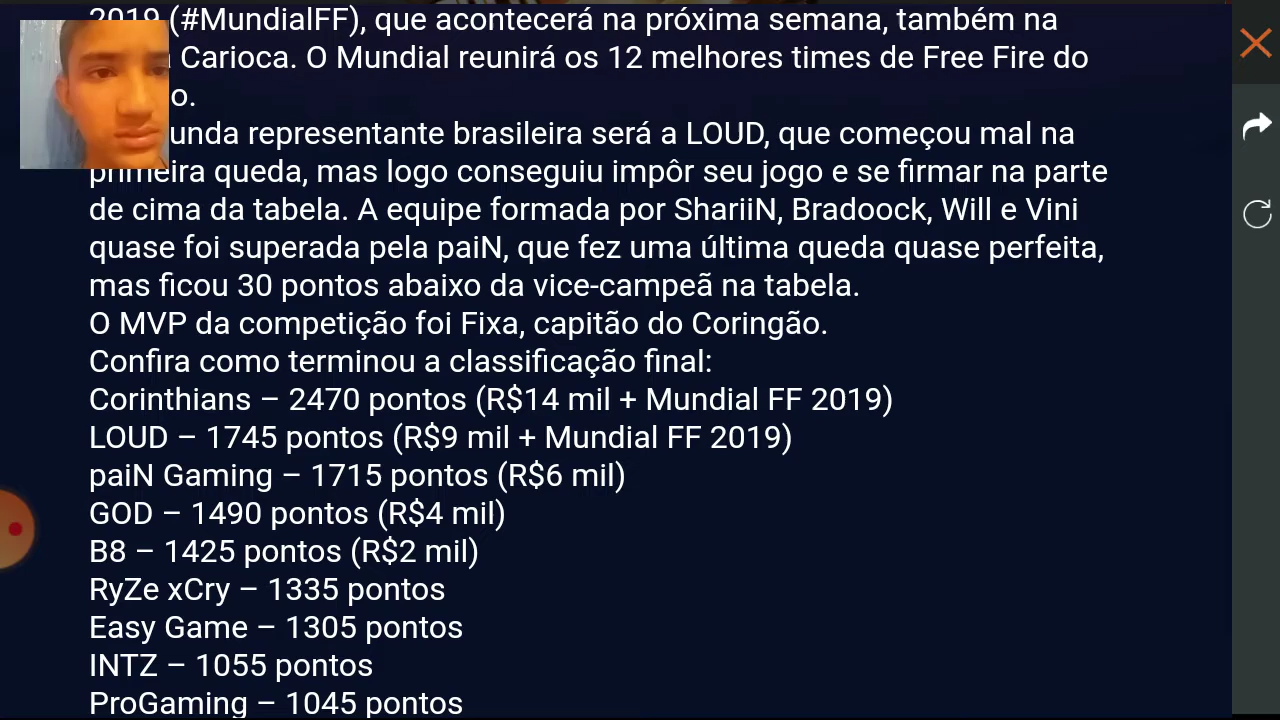 2019 (#MundialFF), que acontecerá na próxima semana, também na
Carioca. O Mundial reunirá os 12 melhores times de Free Fire do
o.
unda representante brasileira será a LOUD, que começou mal na
primeira queda, mas logo conseguiu impôr seu jogo e se firmar na parte
de cima da tabela. A equipe formada por ShariiN, Bradoock, Will e Vini
quase foi superada pela paiN, que fez uma última queda quase perfeita,
mas ficou 30 pontos abaixo da vice-campeã na tabela.
O MVP da competição foi Fixa, capitão do Coringão.
Confira como terminou a classificação final:
Corinthians – 2470 pontos (R$14 mil + Mundial FF 2019)
LOUD – 1745 pontos (R$9 mil + Mundial FF 2019)
paiN Gaming – 1715 pontos (R$6 mil)
GOD – 1490 pontos (R$4 mil)
B8 – 1425 pontos (R$2 mil)
RyZe xCry – 1335 pontos
Easy Game – 1305 pontos
INTZ – 1055 pontos
ProGaming – 1045 pontos